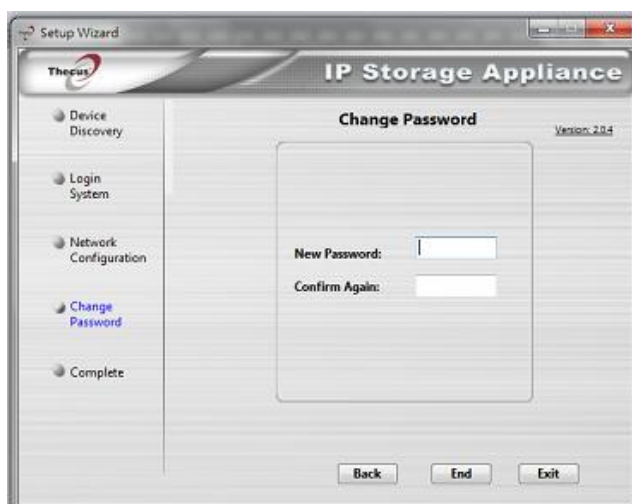 Setup Wizard
Thecus
IP Storage Appliance
Device
Discovery
Login
System
Network
Configuration
Change
Password
Complete
Change Password
Version: 2.0.4
New Password:
Confirm Again:
Back
End
Exit